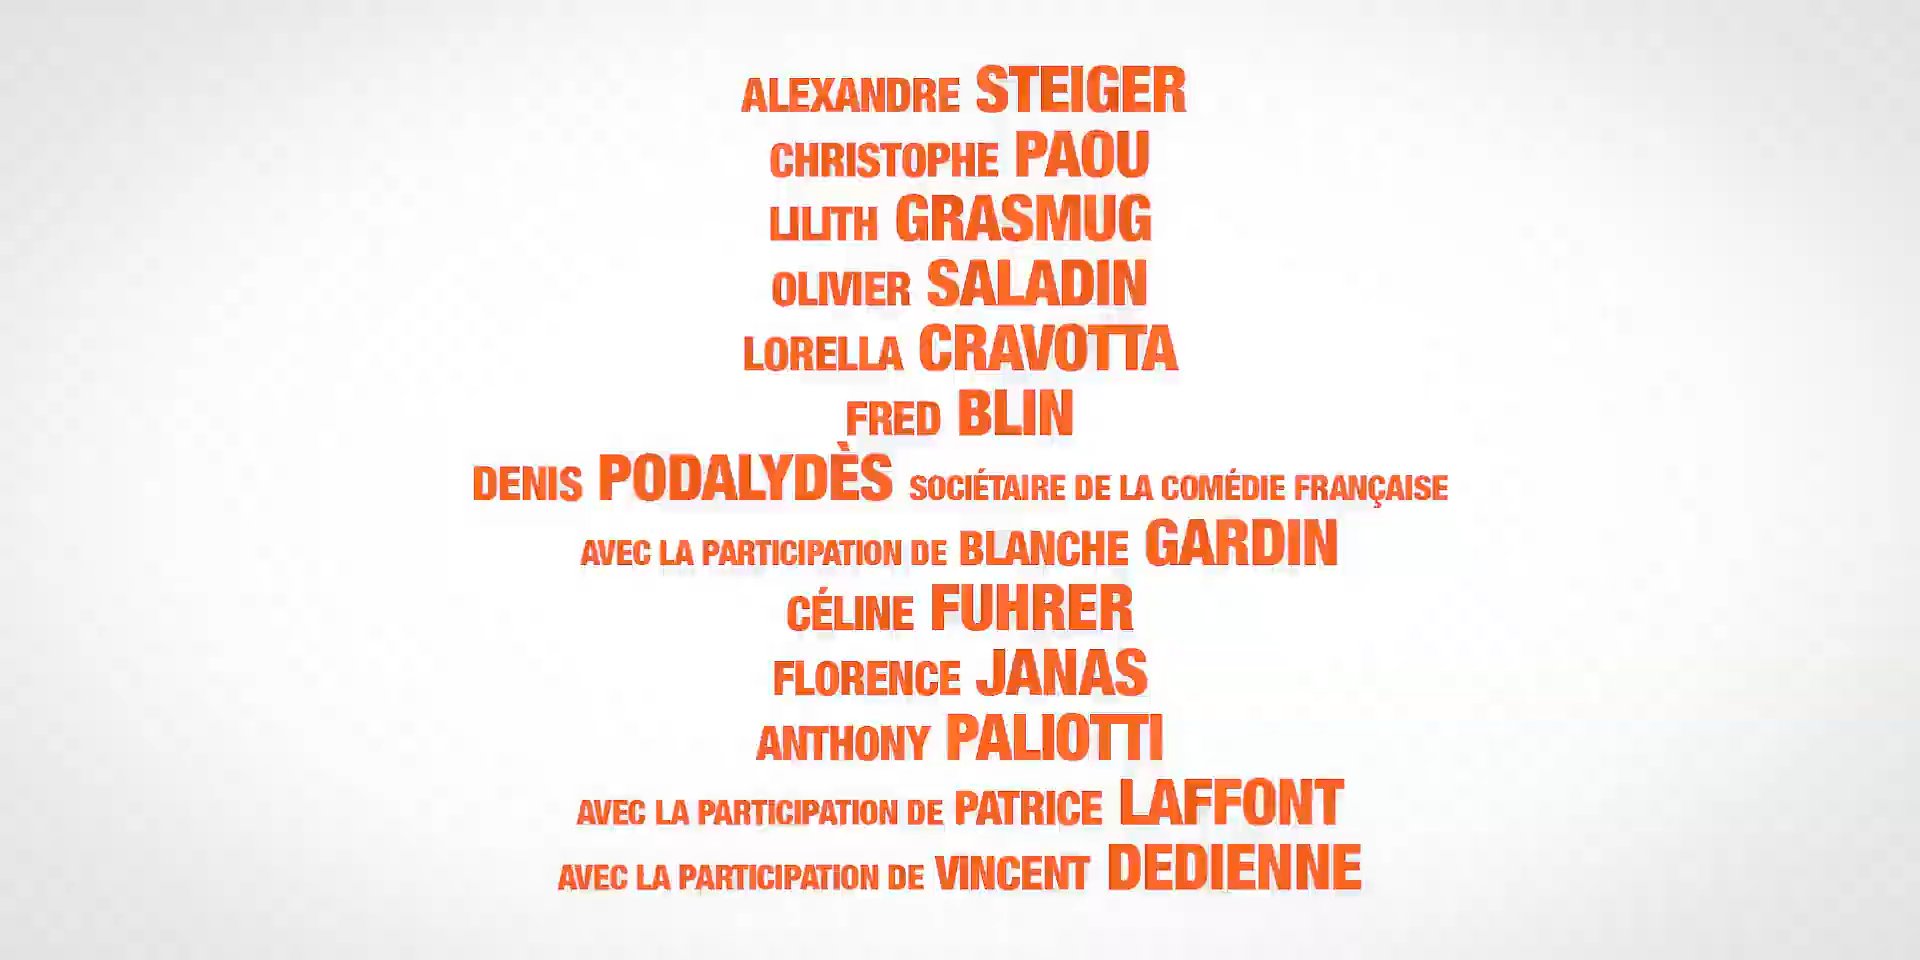 ALEXANDRE STEIGER
CHRISTOPHE PAOU
LILITH GRASMUG
OLIVIER SALADIN
LORELLA CRAVOTTA
FRED BLIN
DENIS PODALYDÈS SOCIÉTAIRE DE LA COMÉDIE FRANÇAISE
AVEC LA PARTICIPATION DE BLANCHE GARDIN
CÉLINE FUHRER
FLORENCE JANAS
ANTHONY PALIOTTI
AVEC LA PARTICIPATION DE PATRICE LAFFONT
AVEC LA PARTICIPATION DE VINCENT DEDIENNE